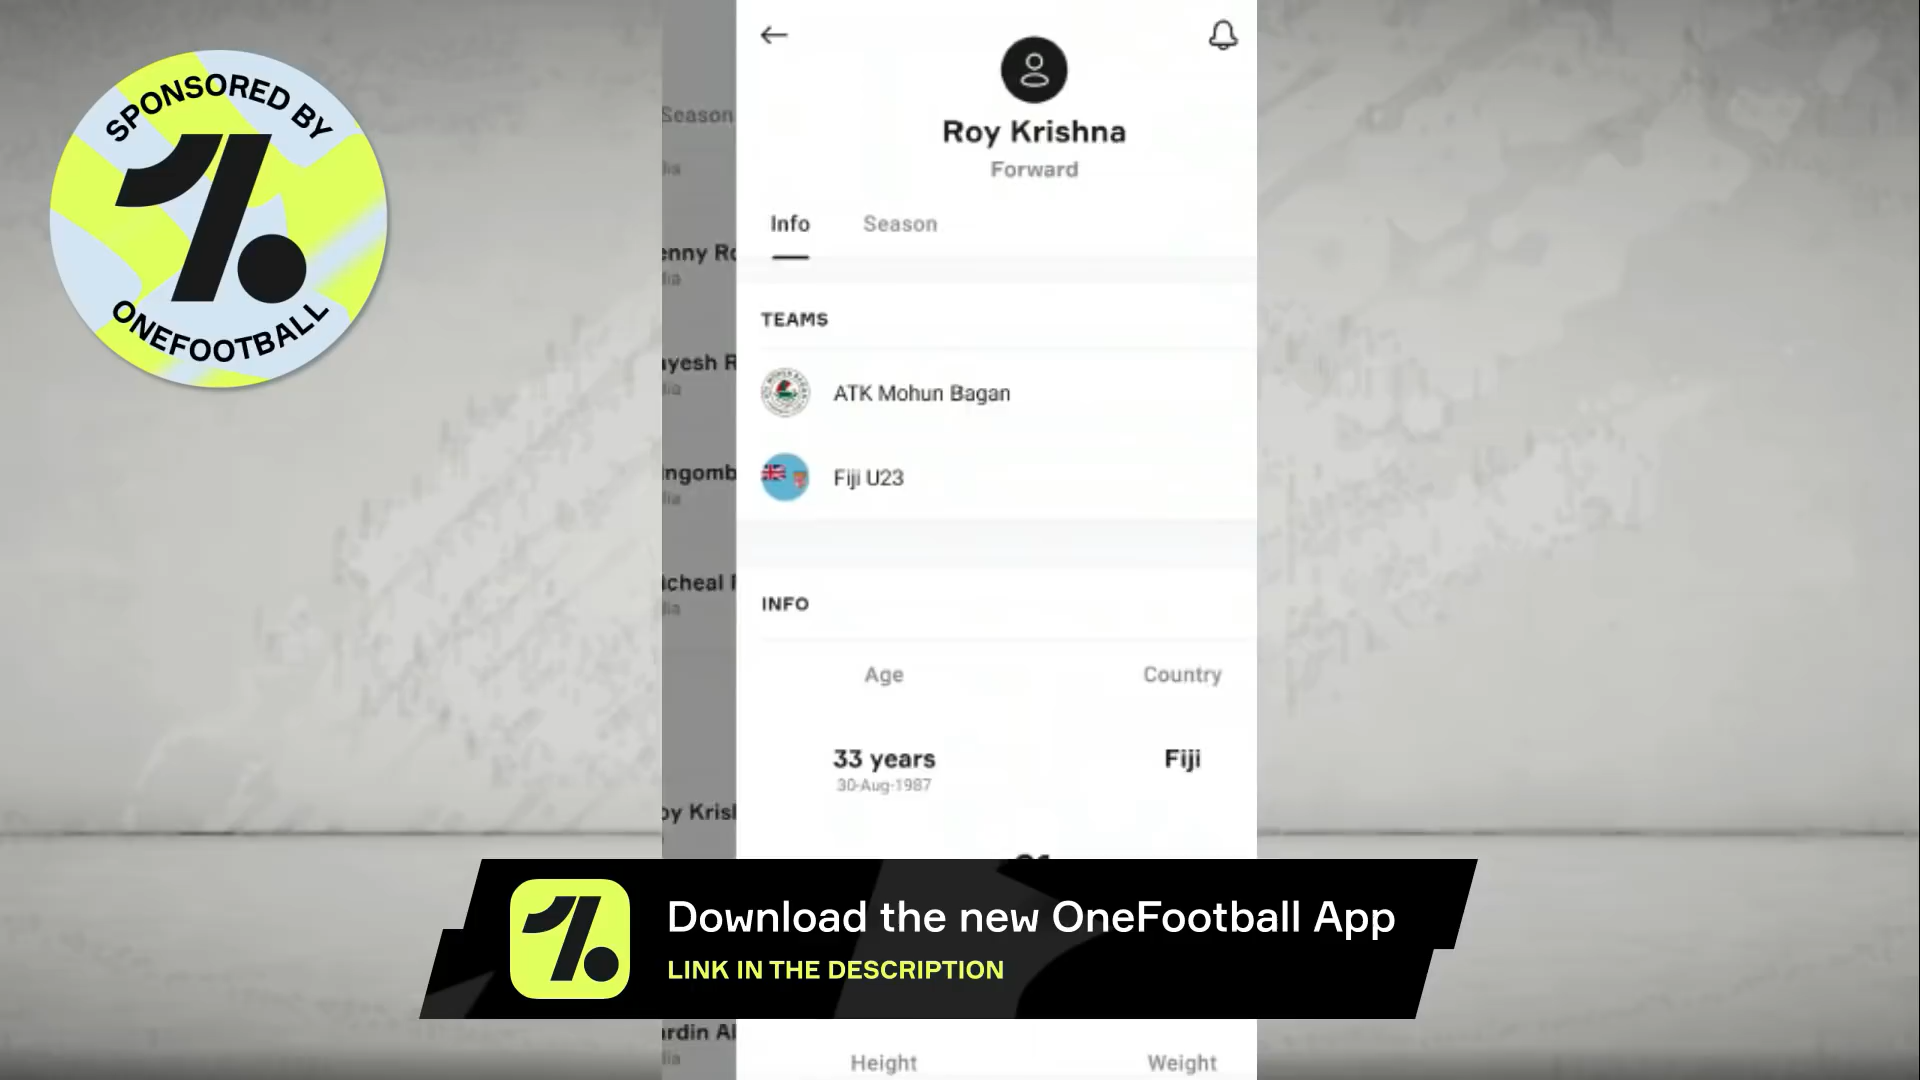 SPONSORED BY
ONEFOOTBALL
Roy Krishna
Forward
Info
Season
TEAMS
ATK Mohun Bagan
Fiji U23
INFO
Age
Country
33 years
Fiji
30-Aug-1987
Download the new OneFootball App
LINK IN THE DESCRIPTION
Height
Weight
Season